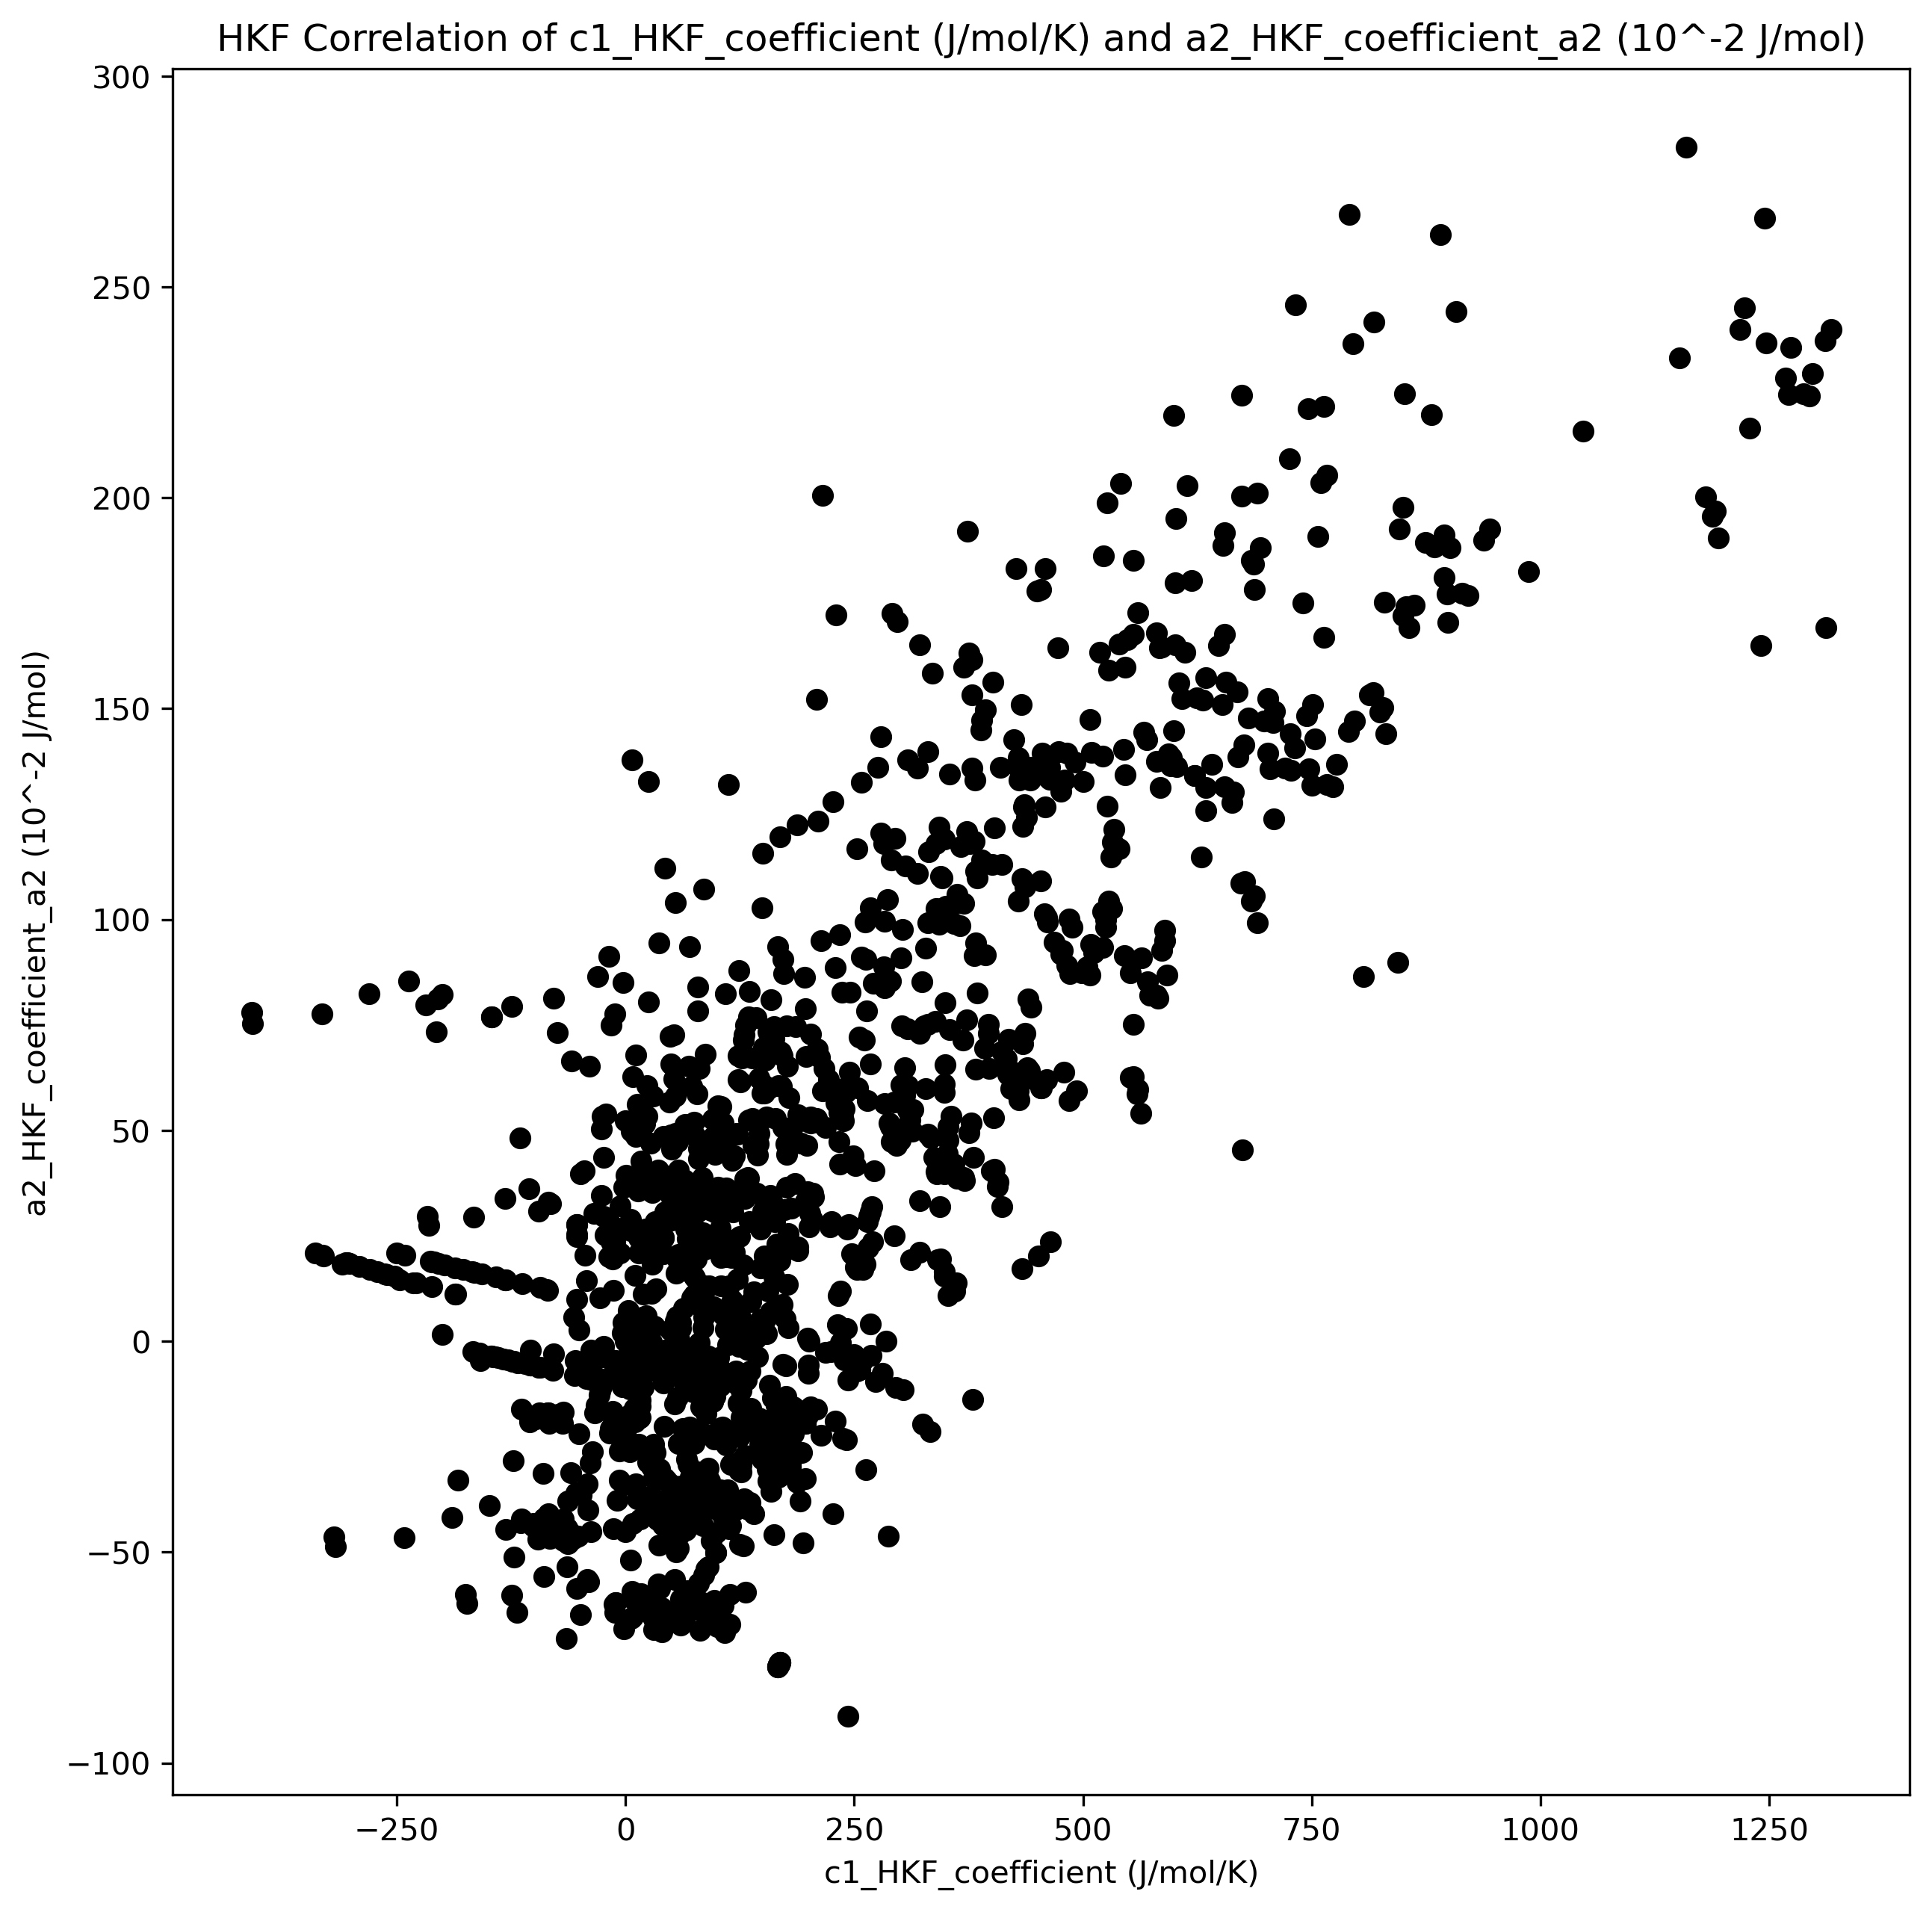 HKF Correlation of c1_HKF_coefficient (J/mol/K) and a2_HKF_coefficient_a2 (10^-2 J/mol)
300
250
200
150
100
50
0
−50
−100
a2_HKF_coefficient_a2 (10^-2 J/mol)
−250 0 250 500 750 1000 1250
c1_HKF_coefficient (J/mol/K)